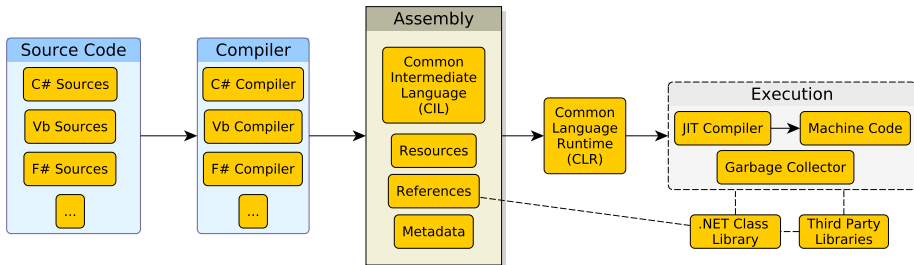 Source Code
C# Sources
Vb Sources
F# Sources
...
Compiler
C# Compiler
Vb Compiler
F# Compiler
...
Assembly
Common
Intermediate
Language
(CIL)
Resources
References
Metadata
Common
Language
Runtime
(CLR)
Execution
JIT Compiler
Machine Code
Garbage Collector
.NET Class
Library
Third Party
Libraries